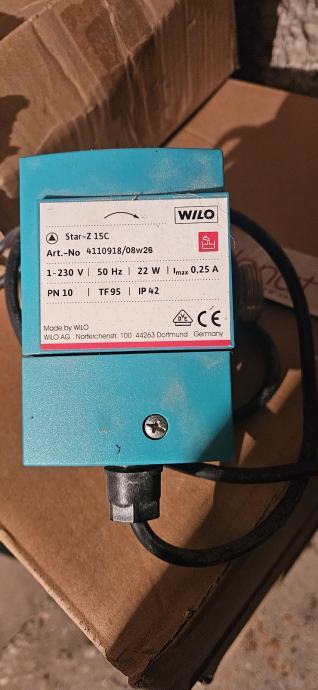 WILO
Star-Z 15C
Art.-No 4110918/08w26
1~230 V | 50 Hz | 22 W | Imax 0,25 A
PN 10 | TF95 | IP 42
CE
Made by WILO
WILO AG Nortkirchenstr. 100 44263 Dortmund Germany